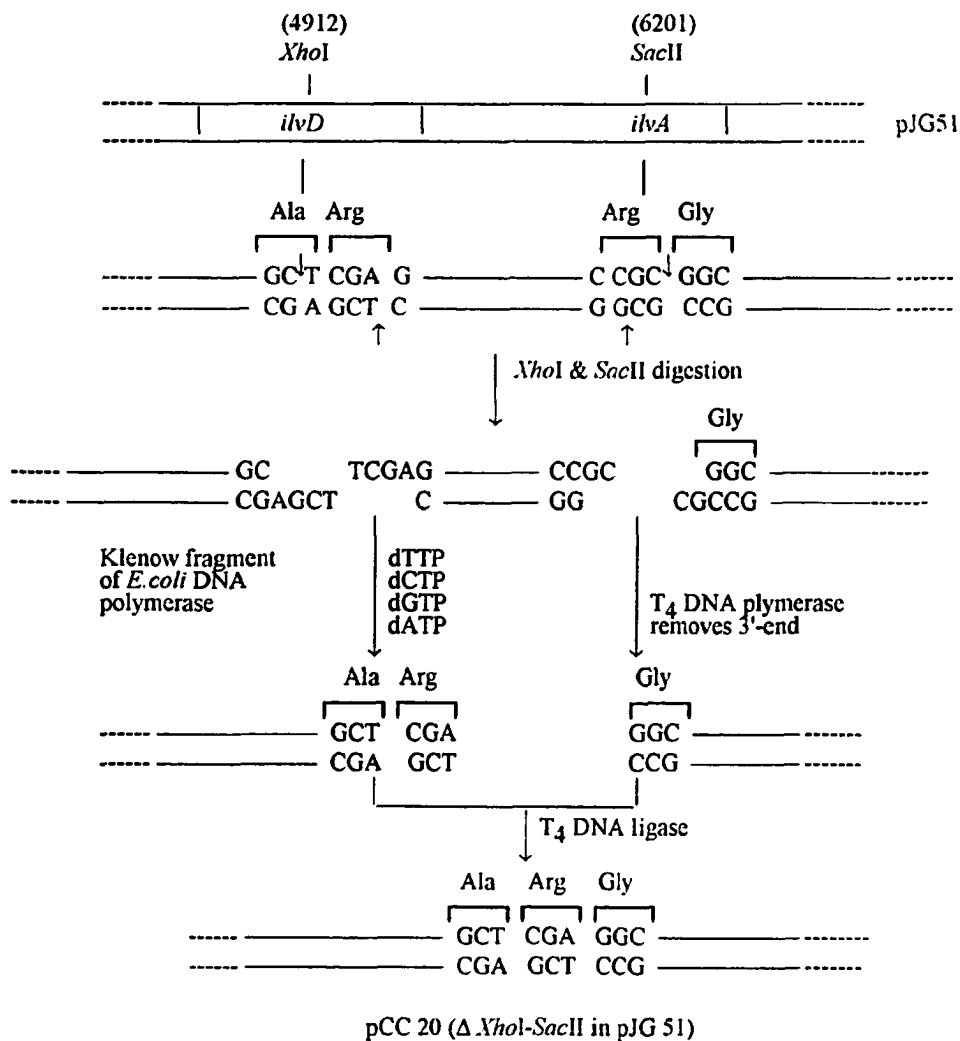 (4912) (6201)
XhoI SacII
ilvD ilvA pJG51
Ala Arg Arg Gly
GCT CGA G C CGC GGC
CGA GCT C G GCG CCG
XhoI & SacII digestion
Gly
GC TCGAG CCGC GGC
CGAGCT C GG CGCCG
Klenow fragment
of E.coli DNA
polymerase
dTTP
dCTP
dGTP
dATP
T4 DNA plymerase
removes 3'-end
Ala Arg Gly
GCT CGA GGC
CGA GCT CCG
T4 DNA ligase
Ala Arg Gly
GCT CGA GGC
CGA GCT CCG
pCC 20 (Δ XhoI-SacII in pJG 51)